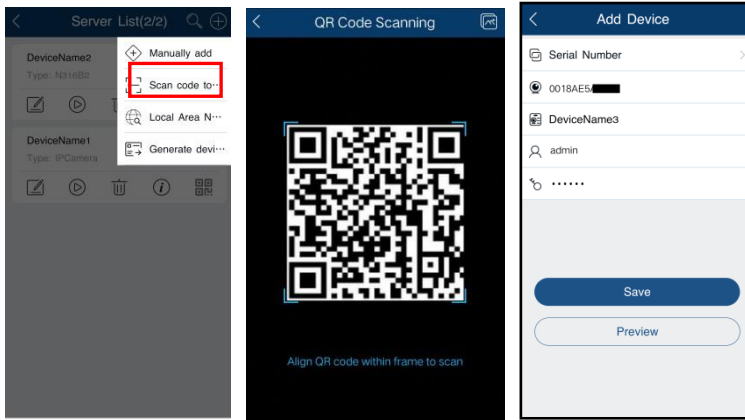 Server List(2/2)
Manually add
DeviceName2
Type: N316B2
Scan code to···
Local Area N···
DeviceName1
Type: IPCamera
Generate devi···
QR Code Scanning
Align QR code within frame to scan
Add Device
Serial Number
0018AE5
DeviceName3
admin
······
Save
Preview